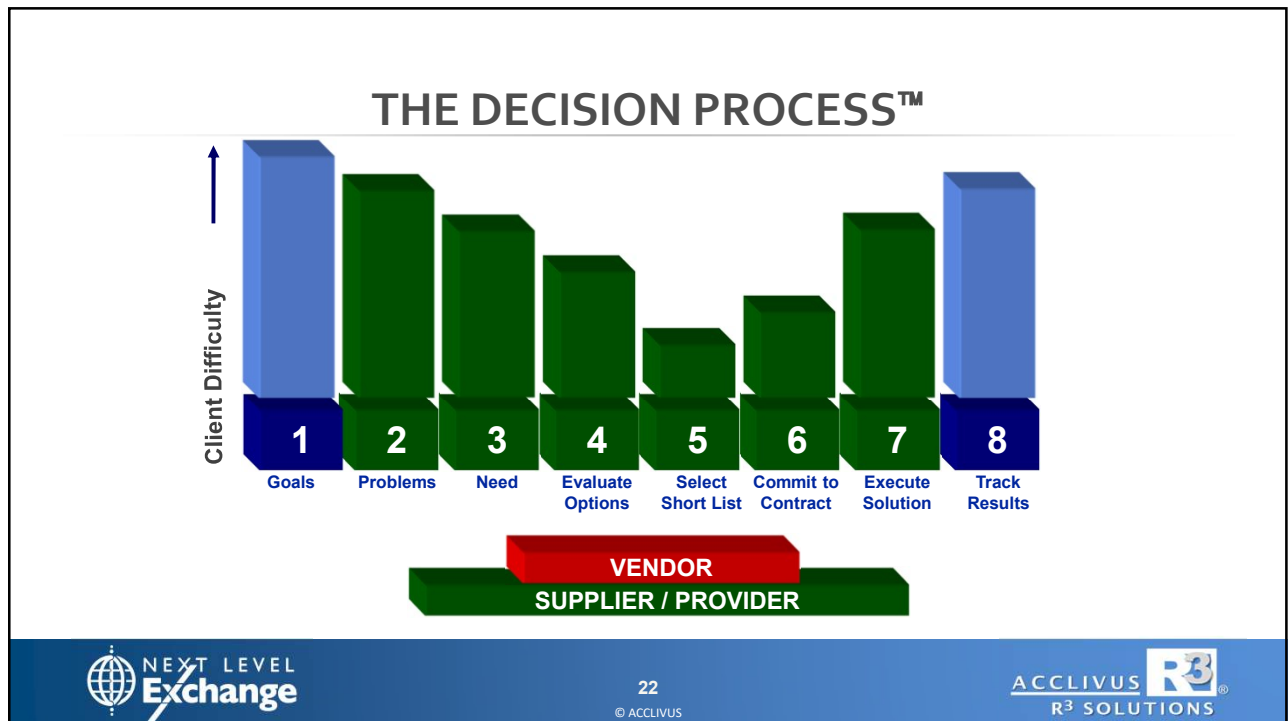 THE DECISION PROCESS™
Client Difficulty
1
2
3
4
5
6
7
8
Goals
Problems
Need
Evaluate
Options
Select
Short List
Commit to
Contract
Execute
Solution
Track
Results
VENDOR
SUPPLIER / PROVIDER
NEXT LEVEL
Exchange
22
© ACCLIVUS
ACCLIVUS R3®
R³ SOLUTIONS